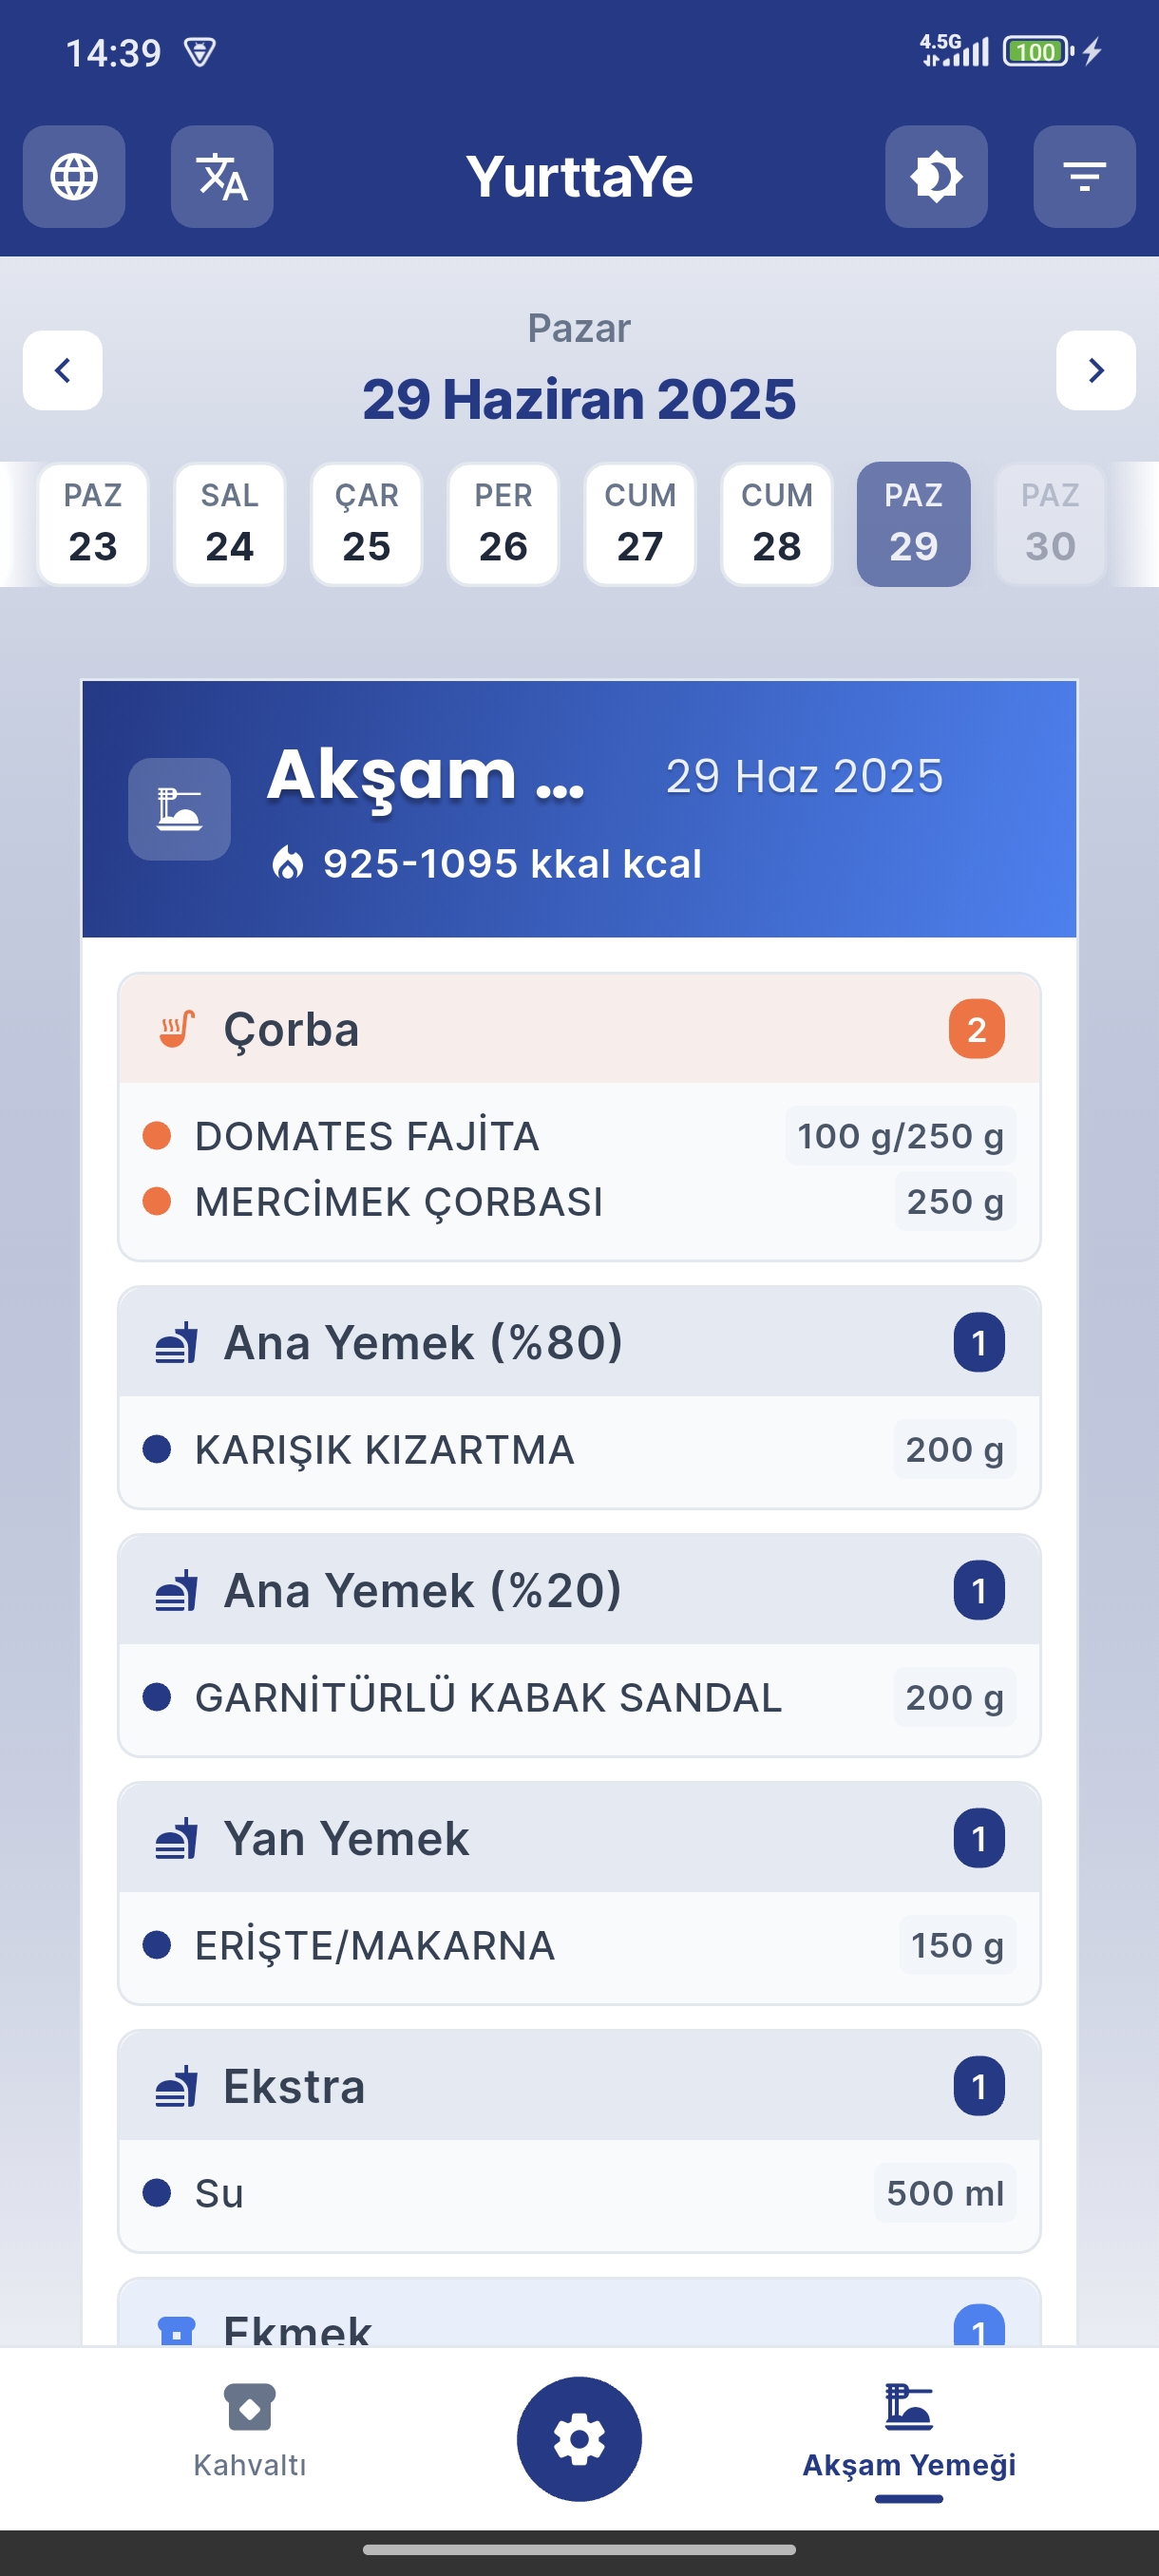 14:39
4.5G
100
YurttaYe
Pazar
29 Haziran 2025
PAZ SAL ÇAR PER CUM CUM PAZ PAZ
23 24 25 26 27 28 29 30
Akşam ... 29 Haz 2025
925-1095 kkal kcal
Çorba 2
DOMATES FAJİTA 100 g/250 g
MERCİMEK ÇORBASI 250 g
Ana Yemek (%80) 1
KARIŞIK KIZARTMA 200 g
Ana Yemek (%20) 1
GARNİTÜRLÜ KABAK SANDAL 200 g
Yan Yemek 1
ERİŞTE/MAKARNA 150 g
Ekstra 1
Su 500 ml
Ekmek 1
Kahvaltı
Akşam Yemeği